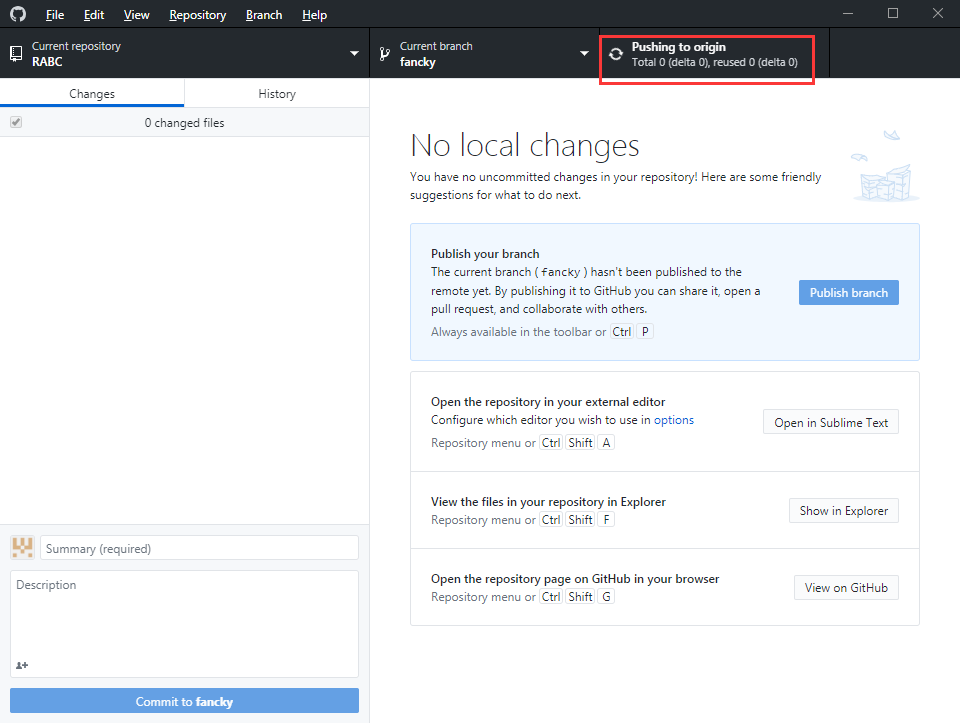 File Edit View Repository Branch Help
Current repository
RABC
Current branch
fancky
Pushing to origin
Total 0 (delta 0), reused 0 (delta 0)
Changes
History
0 changed files
No local changes
You have no uncommitted changes in your repository! Here are some friendly
suggestions for what to do next.
Publish your branch
The current branch ( fancky ) hasn't been published to the
remote yet. By publishing it to GitHub you can share it, open a
pull request, and collaborate with others.
Always available in the toolbar or Ctrl P
Publish branch
Open the repository in your external editor
Configure which editor you wish to use in options
Repository menu or Ctrl Shift A
Open in Sublime Text
View the files in your repository in Explorer
Repository menu or Ctrl Shift F
Show in Explorer
Open the repository page on GitHub in your browser
Repository menu or Ctrl Shift G
View on GitHub
Summary (required)
Description
Commit to fancky